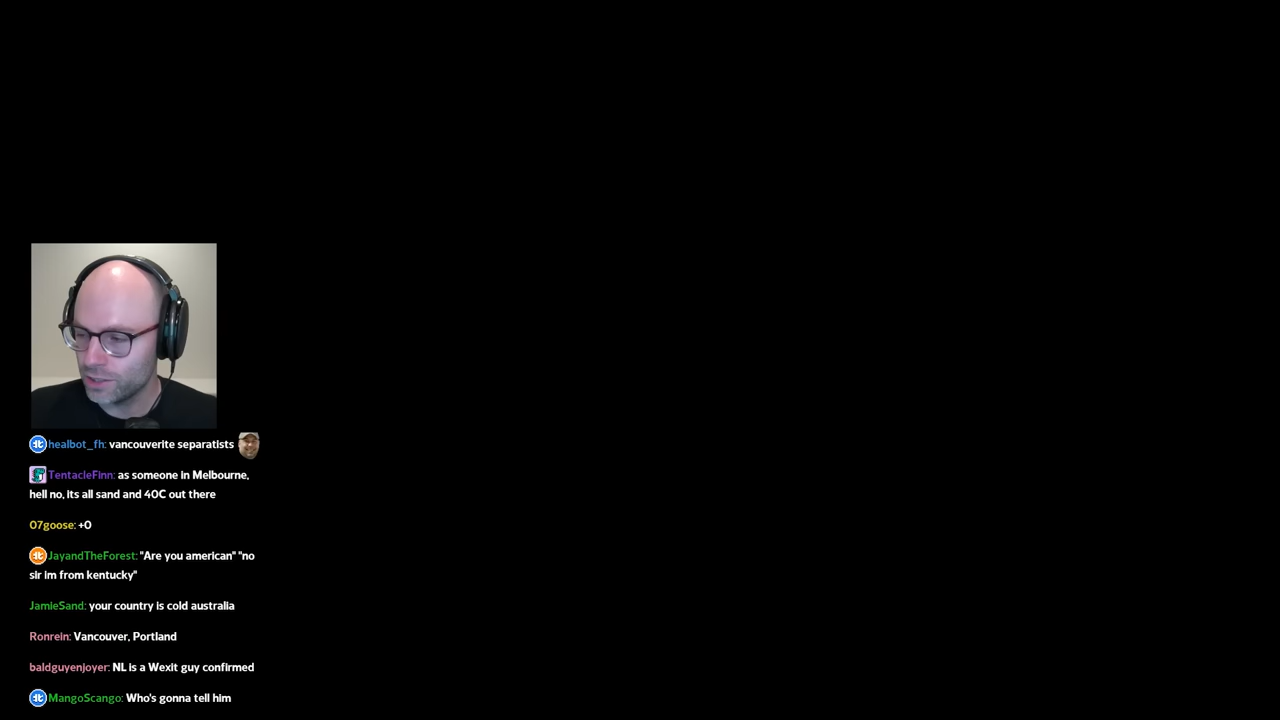 healbot_fh: vancouverite separatists
TentacleFinn: as someone in Melbourne,
hell no, its all sand and 40C out there
07goose: +0
JayandTheForest: "Are you american" "no
sir im from kentucky"
JamieSand: your country is cold australia
Ronrein: Vancouver, Portland
baldguyenjoyer: NL is a Wexit guy confirmed
MangoScango: Who's gonna tell him